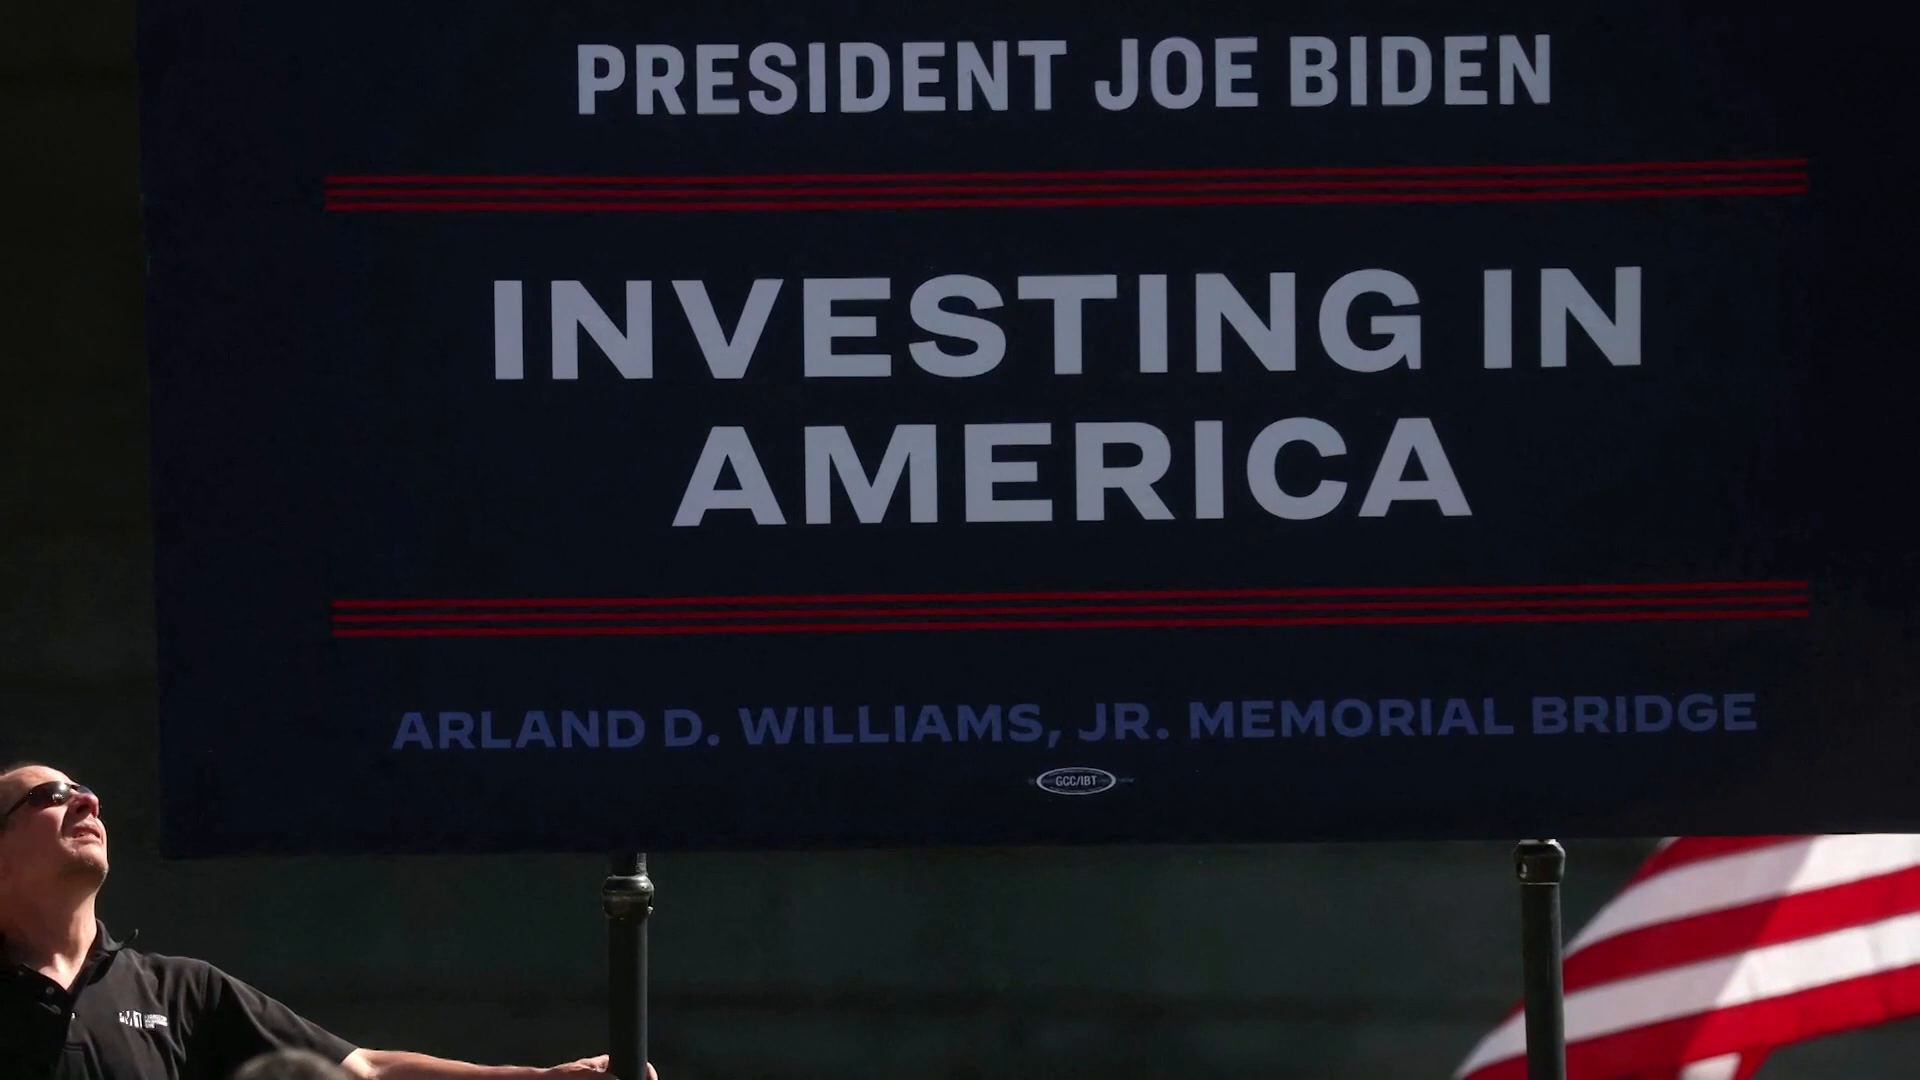 PRESIDENT JOE BIDEN
INVESTING IN
AMERICA
ARLAND D. WILLIAMS, JR. MEMORIAL BRIDGE
GCC/IBT